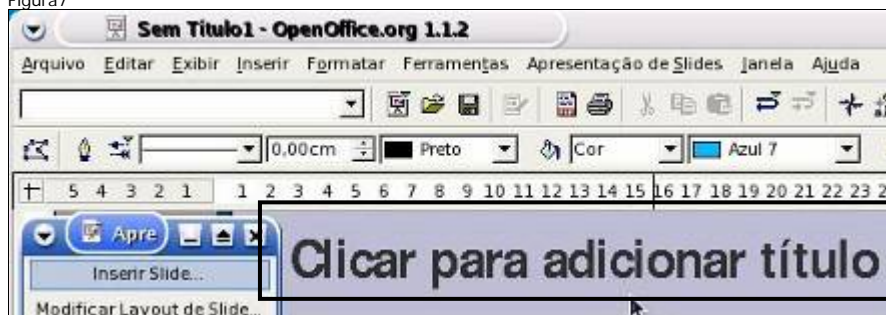 Figura7
Sem Título1 - OpenOffice.org 1.1.2
Arquivo Editar Exibir Inserir Formatar Ferramentas Apresentação de Slides Janela Ajuda
0,00cm Preto Cor Azul 7
5 4 3 2 1 1 2 3 4 5 6 7 8 9 10 11 12 13 14 15 16 17 18 19 20 21 22 23
Apre
Clicar para adicionar título
Inserir Slide...
Modificar Layout de Slide...